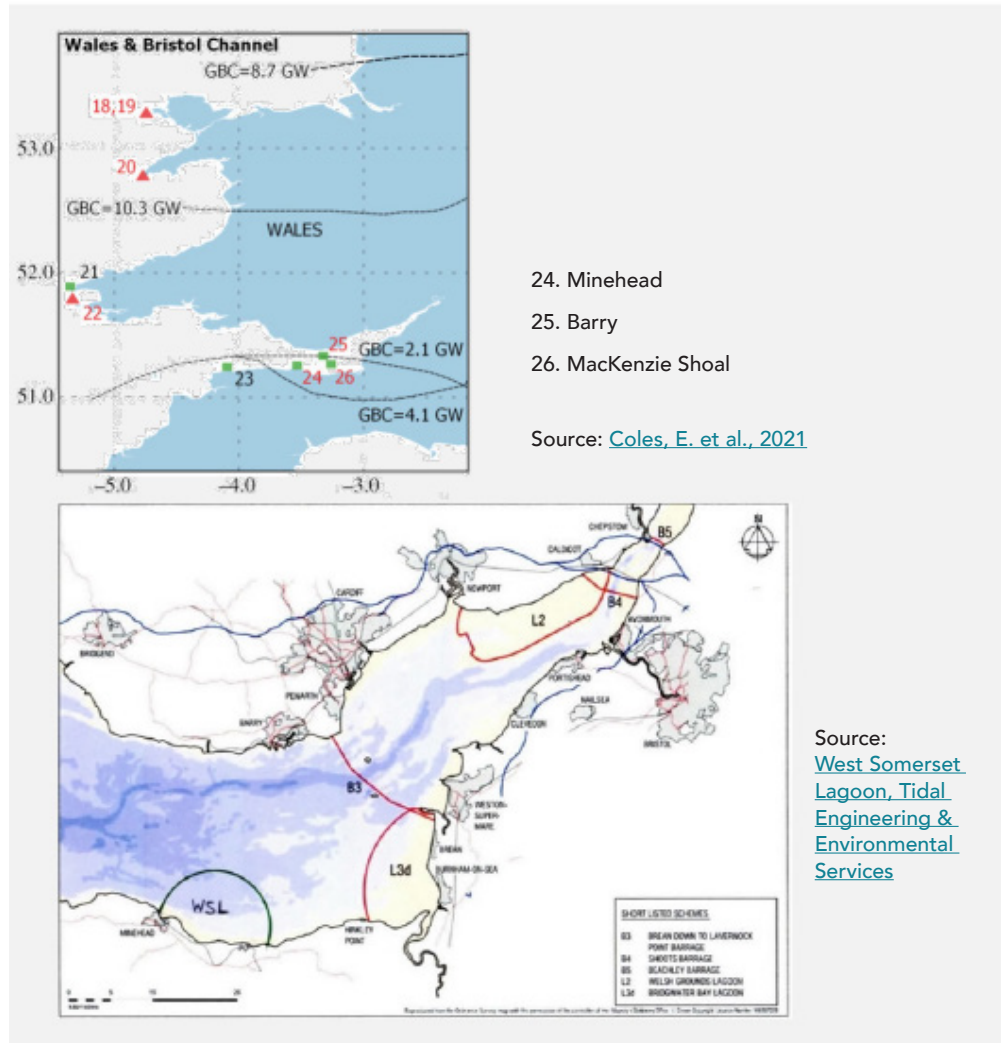 Wales & Bristol Channel
GBC=8.7 GW
18,19
53.0
20
GBC=10.3 GW
WALES
52.0
21
22
25
GBC=2.1 GW
23
24
26
51.0
GBC=4.1 GW
−5.0
−4.0
−3.0
24. Minehead
25. Barry
26. MacKenzie Shoal
Source: Coles, E. et al., 2021
N
CHEPSTOW
B5
CALDICOT
NEWPORT
B4
CARDIFF
L2
AVONMOUTH
BRIDGEND
PORTISHEAD
PENARTH
NAILSEA
CLEVEDON
BARRY
BRISTOL
B3
WESTON-
SUPER-
MARE
BREAN
L3d
BURNHAM-ON-SEA
WSL
MINEHEAD
HINKLEY
POINT
SHORT LISTED SCHEMES
B3 BREAN DOWN TO LAVERNOCK
POINT BARRAGE
B4 SHOOTS BARRAGE
B5 BEACHLEY BARRAGE
L2 WELSH GROUNDS LAGOON
L3d BRIDGWATER BAY LAGOON
0 5 10 20
Source:
West Somerset
Lagoon, Tidal
Engineering &
Environmental
Services